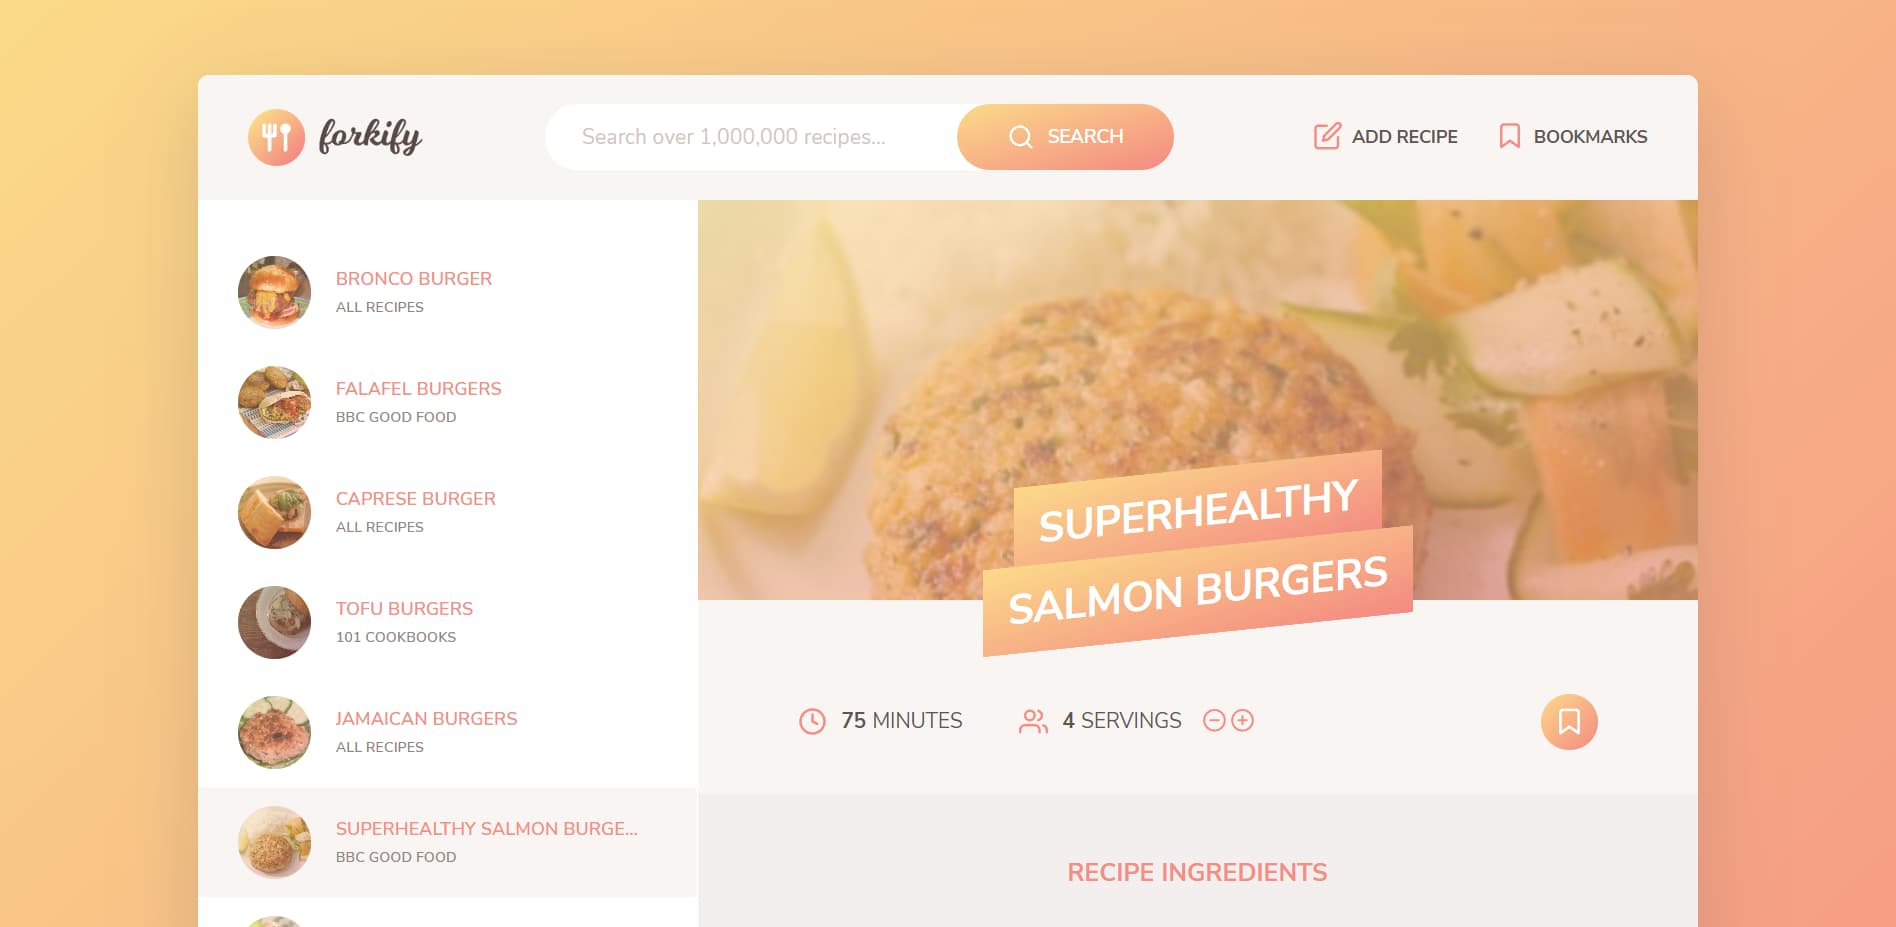 forkify
Search over 1,000,000 recipes...
SEARCH
ADD RECIPE
BOOKMARKS
BRONCO BURGER
ALL RECIPES
FALAFEL BURGERS
BBC GOOD FOOD
CAPRESE BURGER
ALL RECIPES
TOFU BURGERS
101 COOKBOOKS
JAMAICAN BURGERS
ALL RECIPES
SUPERHEALTHY SALMON BURGE...
BBC GOOD FOOD
SUPERHEALTHY
SALMON BURGERS
75 MINUTES
4 SERVINGS
RECIPE INGREDIENTS